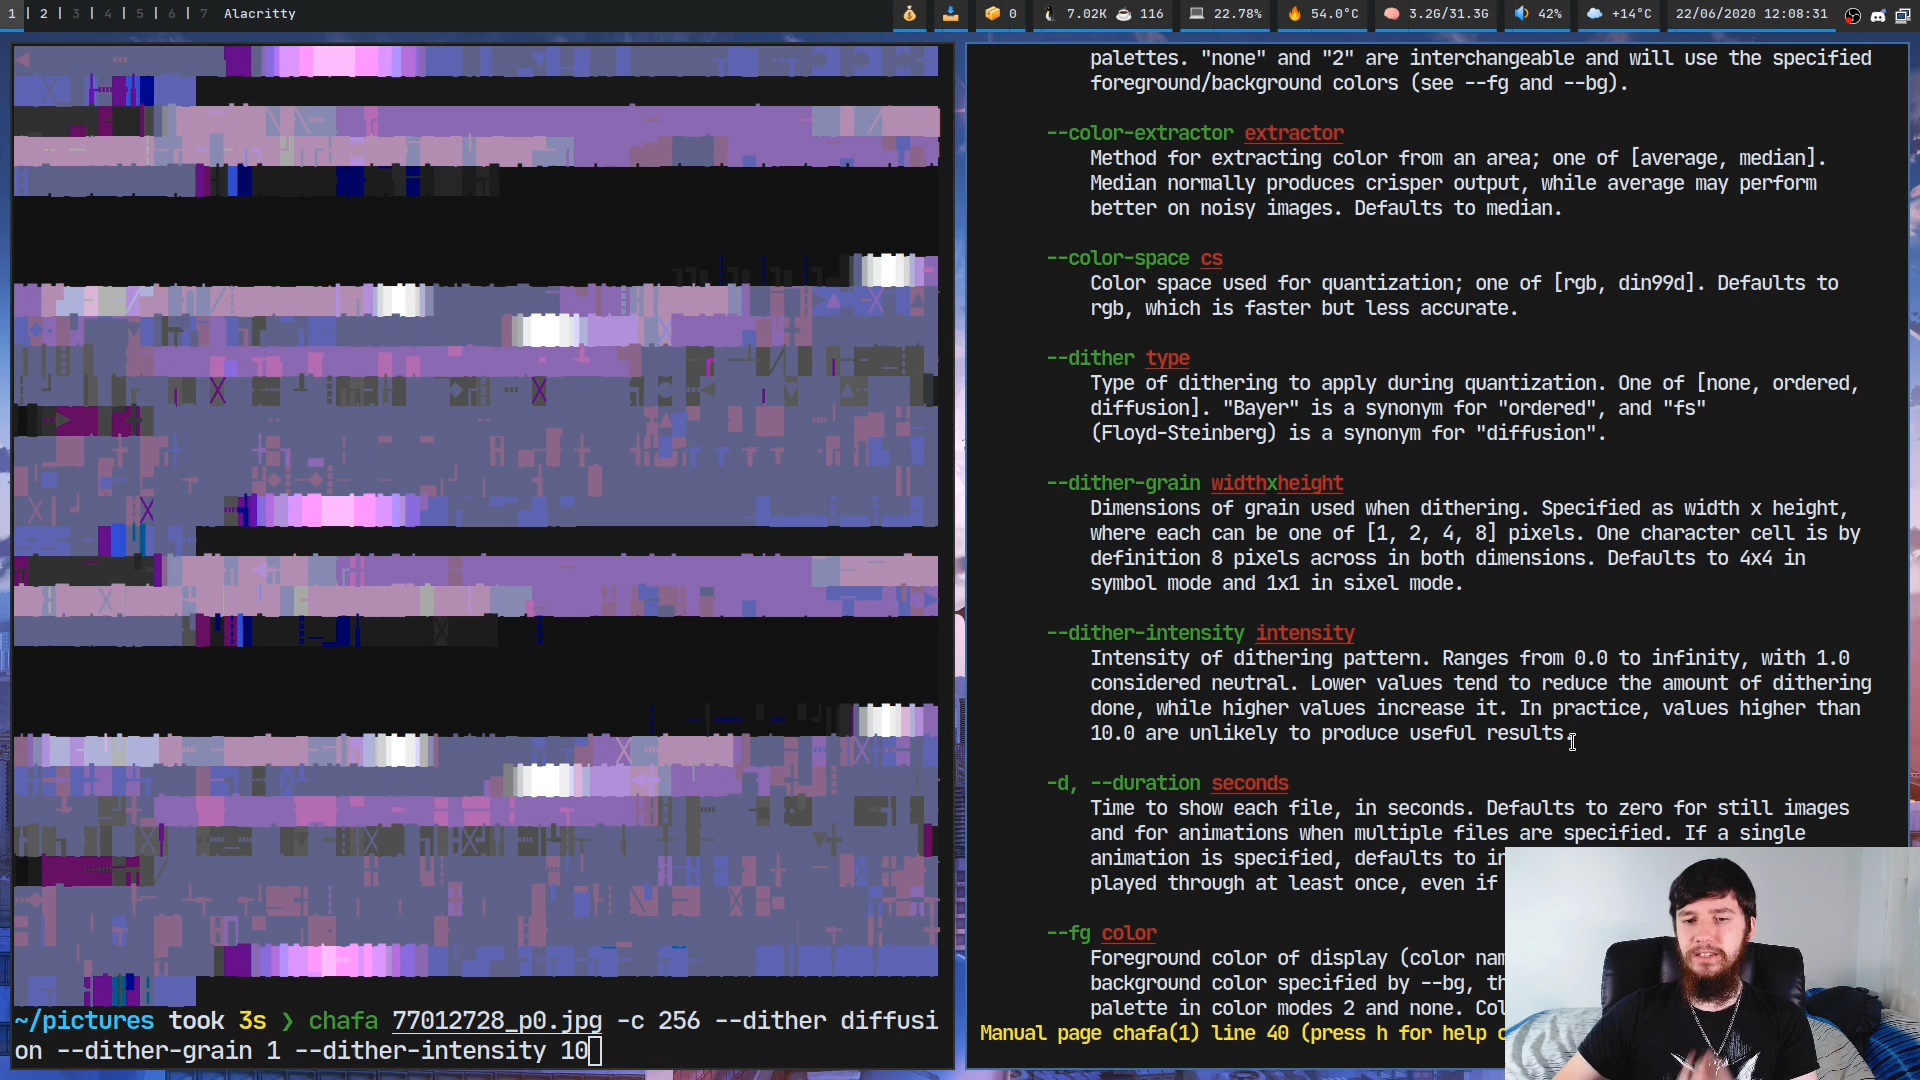 1 | 2 | 3 | 4 | 5 | 6 | 7 Alacritty
0 7.02K 116 22.78% 54.0°C 3.2G/31.3G 42% +14°C 22/06/2020 12:08:31
palettes. "none" and "2" are interchangeable and will use the specified
foreground/background colors (see --fg and --bg).
--color-extractor extractor
Method for extracting color from an area; one of [average, median].
Median normally produces crisper output, while average may perform
better on noisy images. Defaults to median.
--color-space cs
Color space used for quantization; one of [rgb, din99d]. Defaults to
rgb, which is faster but less accurate.
--dither type
Type of dithering to apply during quantization. One of [none, ordered,
diffusion]. "Bayer" is a synonym for "ordered", and "fs"
(Floyd-Steinberg) is a synonym for "diffusion".
--dither-grain widthxheight
Dimensions of grain used when dithering. Specified as width x height,
where each can be one of [1, 2, 4, 8] pixels. One character cell is by
definition 8 pixels across in both dimensions. Defaults to 4x4 in
symbol mode and 1x1 in sixel mode.
--dither-intensity intensity
Intensity of dithering pattern. Ranges from 0.0 to infinity, with 1.0
considered neutral. Lower values tend to reduce the amount of dithering
done, while higher values increase it. In practice, values higher than
10.0 are unlikely to produce useful results.
-d, --duration seconds
Time to show each file, in seconds. Defaults to zero for still images
and for animations when multiple files are specified. If a single
animation is specified, defaults to in
played through at least once, even if
--fg color
Foreground color of display (color nam
background color specified by --bg, th
palette in color modes 2 and none. Col
Manual page chafa(1) line 40 (press h for help o
~/pictures took 3s ❯ chafa 77012728_p0.jpg -c 256 --dither diffusi
on --dither-grain 1 --dither-intensity 10